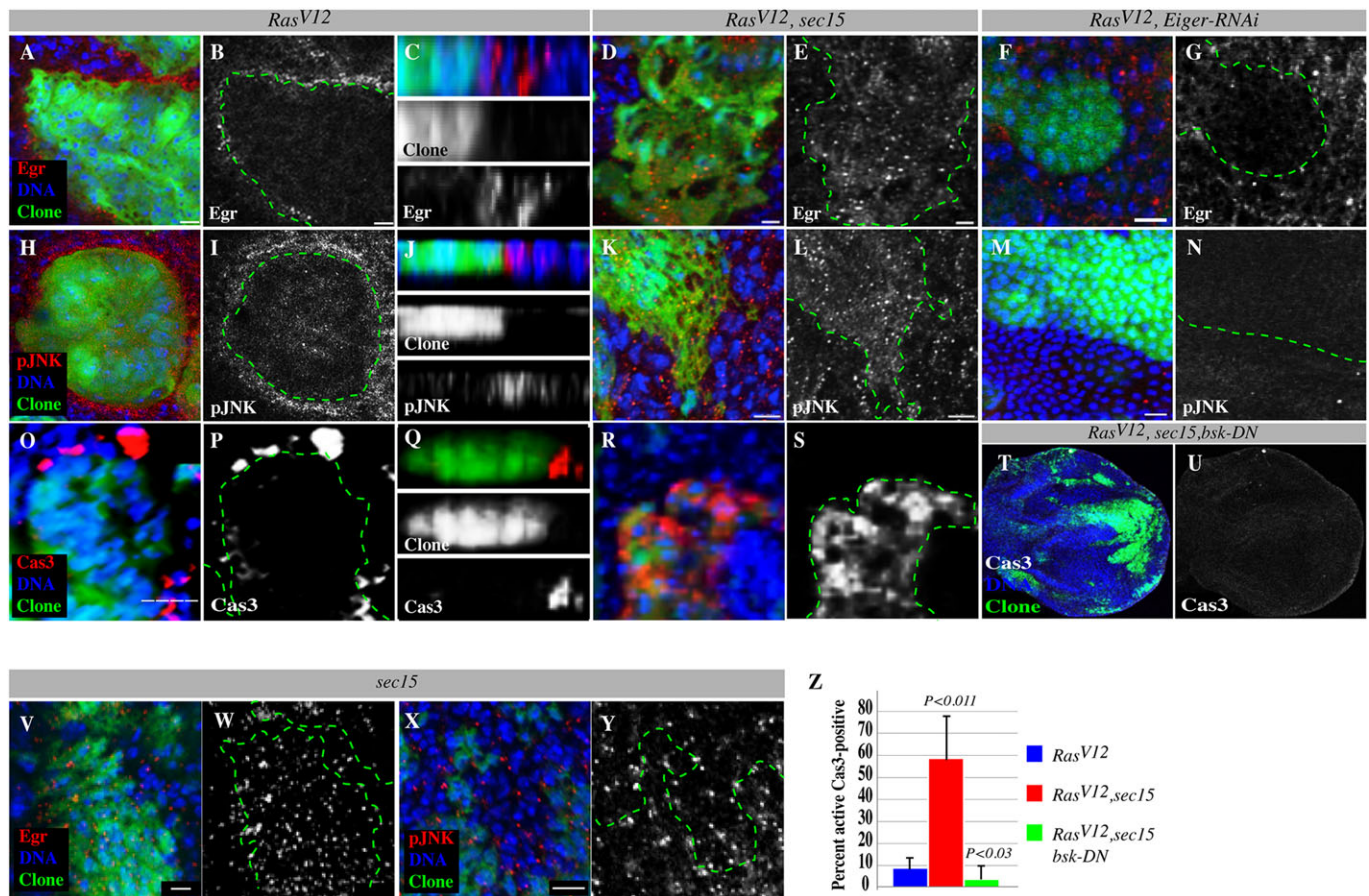 RasV12
RasV12, sec15
RasV12, Eiger-RNAi
A
B
C
D
E
F
G
Egr
DNA
Clone
Egr
Clone
Egr
Egr
Egr
H
I
J
K
L
M
N
pJNK
DNA
Clone
pJNK
Clone
pJNK
pJNK
pJNK
O
P
Q
R
S
RasV12, sec15,bsk-DN
T
U
Cas3
DNA
Clone
Cas3
Clone
Cas3
Cas3
Clone
Cas3
sec15
V
W
X
Y
Egr
DNA
Clone
pJNK
DNA
Clone
Z
Percent active Cas3-positive
80
70
60
50
40
30
20
10
0
P<0.011
P<0.03
RasV12
RasV12,sec15
RasV12,sec15
bsk-DN